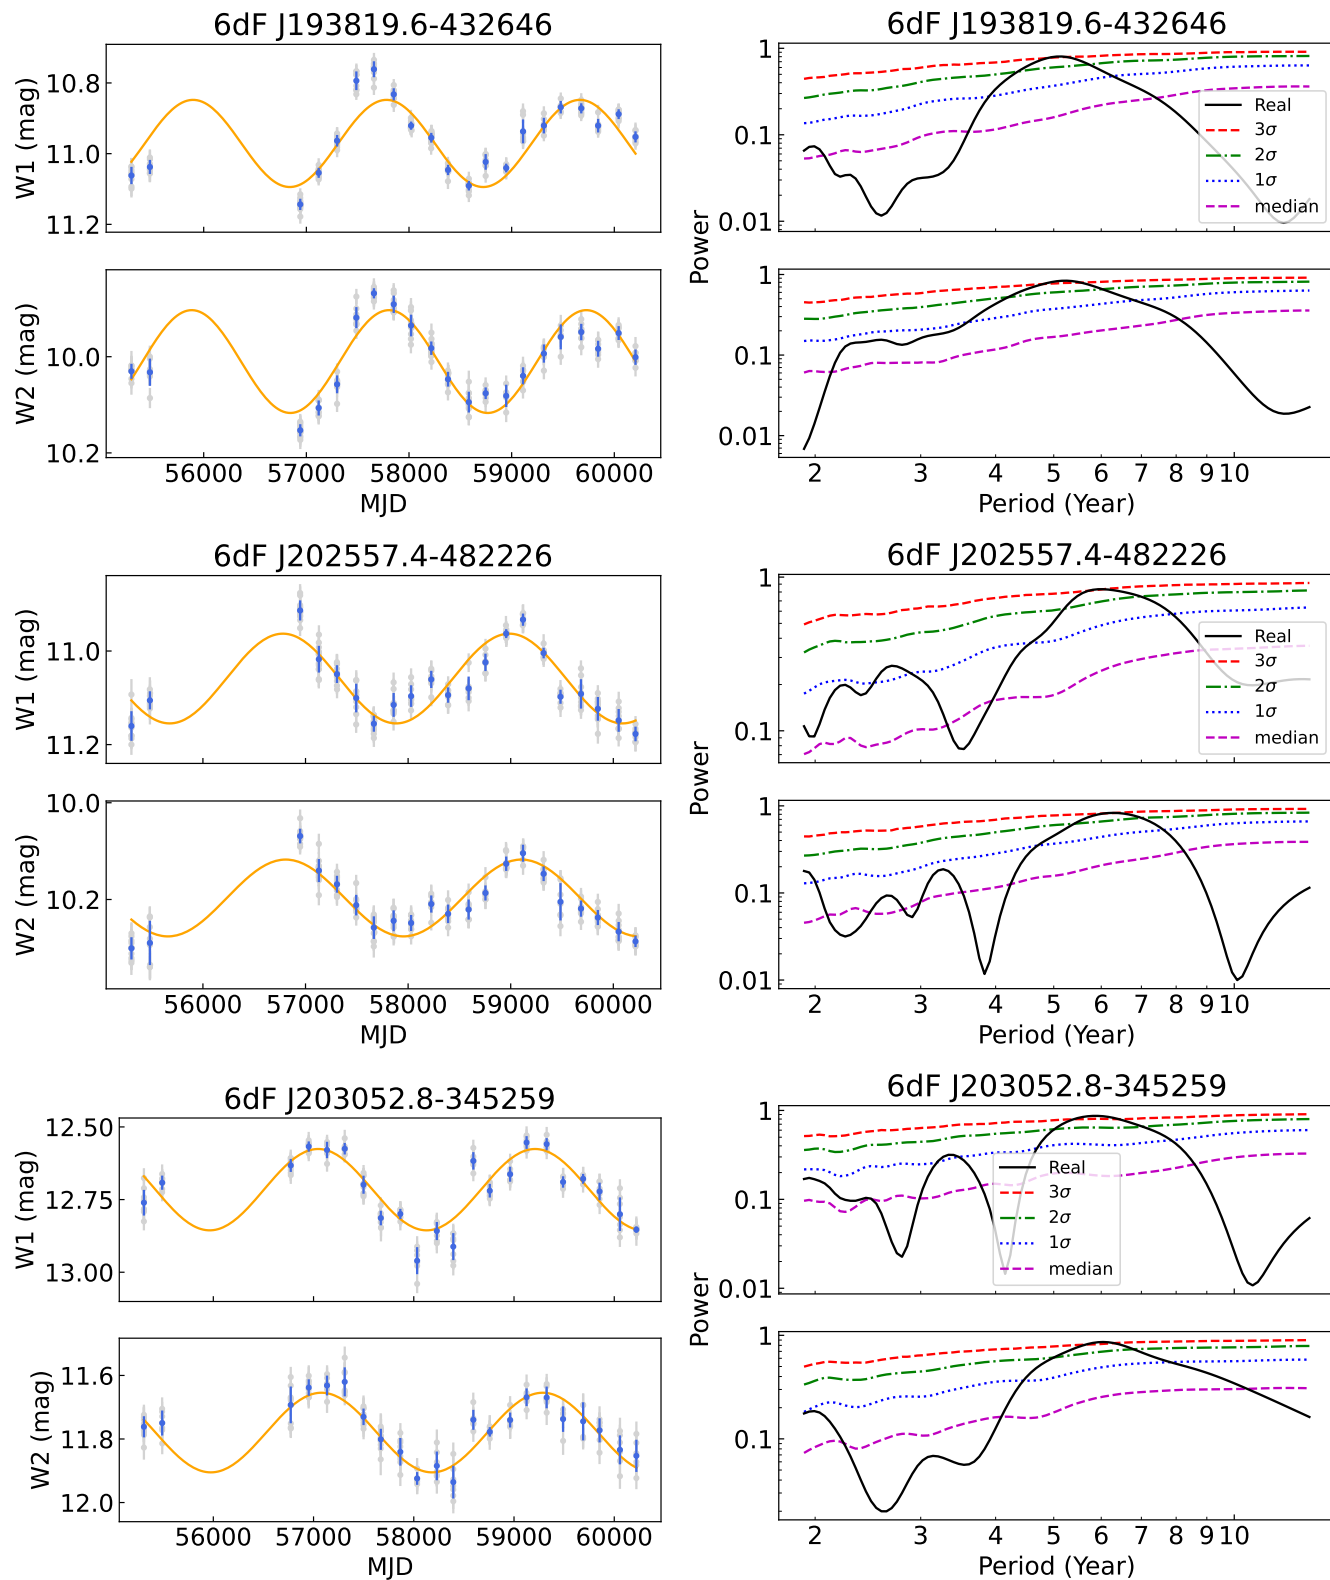 6dF J193819.6-432646
6dF J193819.6-432646
W1 (mag)
10.8
11.0
11.2
W2 (mag)
10.0
10.2
56000 57000 58000 59000 60000
MJD
Power
1
0.1
0.01
Real
3σ
2σ
1σ
median
1
0.1
0.01
2 3 4 5 6 7 8 9 10
Period (Year)
6dF J202557.4-482226
6dF J202557.4-482226
W1 (mag)
11.0
11.2
W2 (mag)
10.0
10.2
56000 57000 58000 59000 60000
MJD
Power
1
0.1
Real
3σ
2σ
1σ
median
1
0.1
0.01
2 3 4 5 6 7 8 9 10
Period (Year)
6dF J203052.8-345259
6dF J203052.8-345259
W1 (mag)
12.50
12.75
13.00
W2 (mag)
11.6
11.8
12.0
56000 57000 58000 59000 60000
MJD
Power
1
0.1
0.01
Real
3σ
2σ
1σ
median
1
0.1
2 3 4 5 6 7 8 9 10
Period (Year)